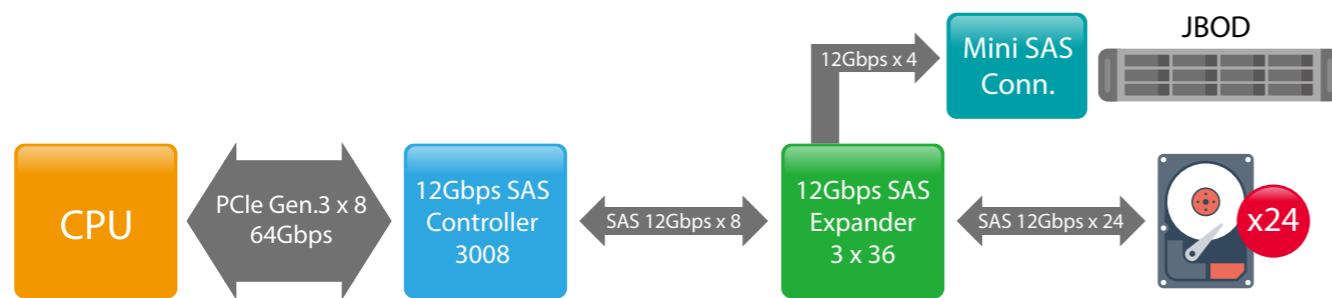 JBOD
12Gbps x 4
Mini SAS
Conn.
CPU
PCIe Gen.3 x 8
64Gbps
12Gbps SAS
Controller
3008
SAS 12Gbps x 8
12Gbps SAS
Expander
3 x 36
SAS 12Gbps x 24
x24